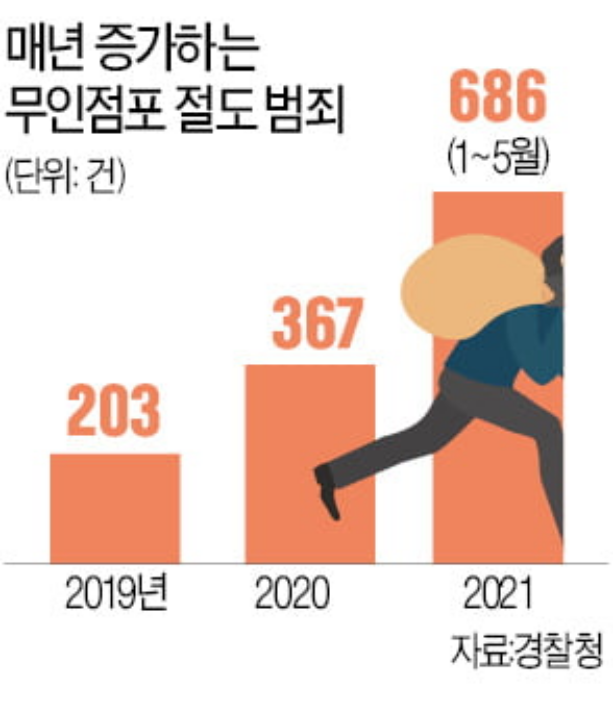 매년 증가하는
무인점포 절도 범죄
(단위: 건)
686
(1~5월)
367
203
2019년
2020
2021
자료:경찰청